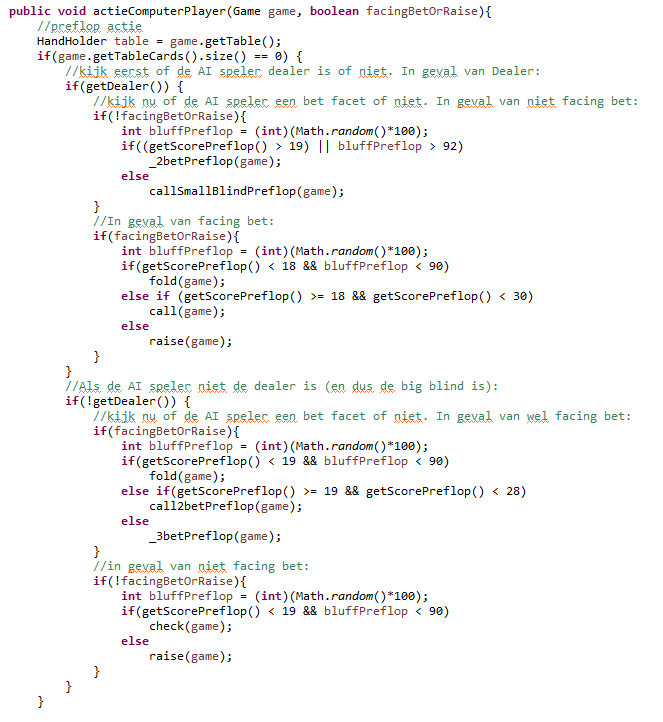 public void actieComputerPlayer(Game game, boolean facingBetOrRaise){
    //preflop actie
    HandHolder table = game.getTable();
    if(game.getTableCards().size() == 0) {
        //kijk eerst of de AI speler dealer is of niet. In geval van Dealer:
        if(getDealer()) {
            //kijk nu of de AI speler een bet facet of niet. In geval van niet facing bet:
            if(!facingBetOrRaise){
                int bluffPreflop = (int)(Math.random()*100);
                if((getScorePreflop() > 19) || bluffPreflop > 92)
                    _2betPreflop(game);
                else
                    callSmallBlindPreflop(game);
            }
            //In geval van facing bet:
            if(facingBetOrRaise){
                int bluffPreflop = (int)(Math.random()*100);
                if(getScorePreflop() < 18 && bluffPreflop < 90)
                    fold(game);
                else if (getScorePreflop() >= 18 && getScorePreflop() < 30)
                    call(game);
                else
                    raise(game);
            }
        }
        //Als de AI speler niet de dealer is (en dus de big blind is):
        if(!getDealer()) {
            //kijk nu of de AI speler een bet facet of niet. In geval van wel facing bet:
            if(facingBetOrRaise){
                int bluffPreflop = (int)(Math.random()*100);
                if(getScorePreflop() < 19 && bluffPreflop < 90)
                    fold(game);
                else if(getScorePreflop() >= 19 && getScorePreflop() < 28)
                    call2betPreflop(game);
                else
                    _3betPreflop(game);
            }
            //in geval van niet facing bet:
            if(!facingBetOrRaise){
                int bluffPreflop = (int)(Math.random()*100);
                if(getScorePreflop() < 19 && bluffPreflop < 90)
                    check(game);
                else
                    raise(game);
            }
        }
    }